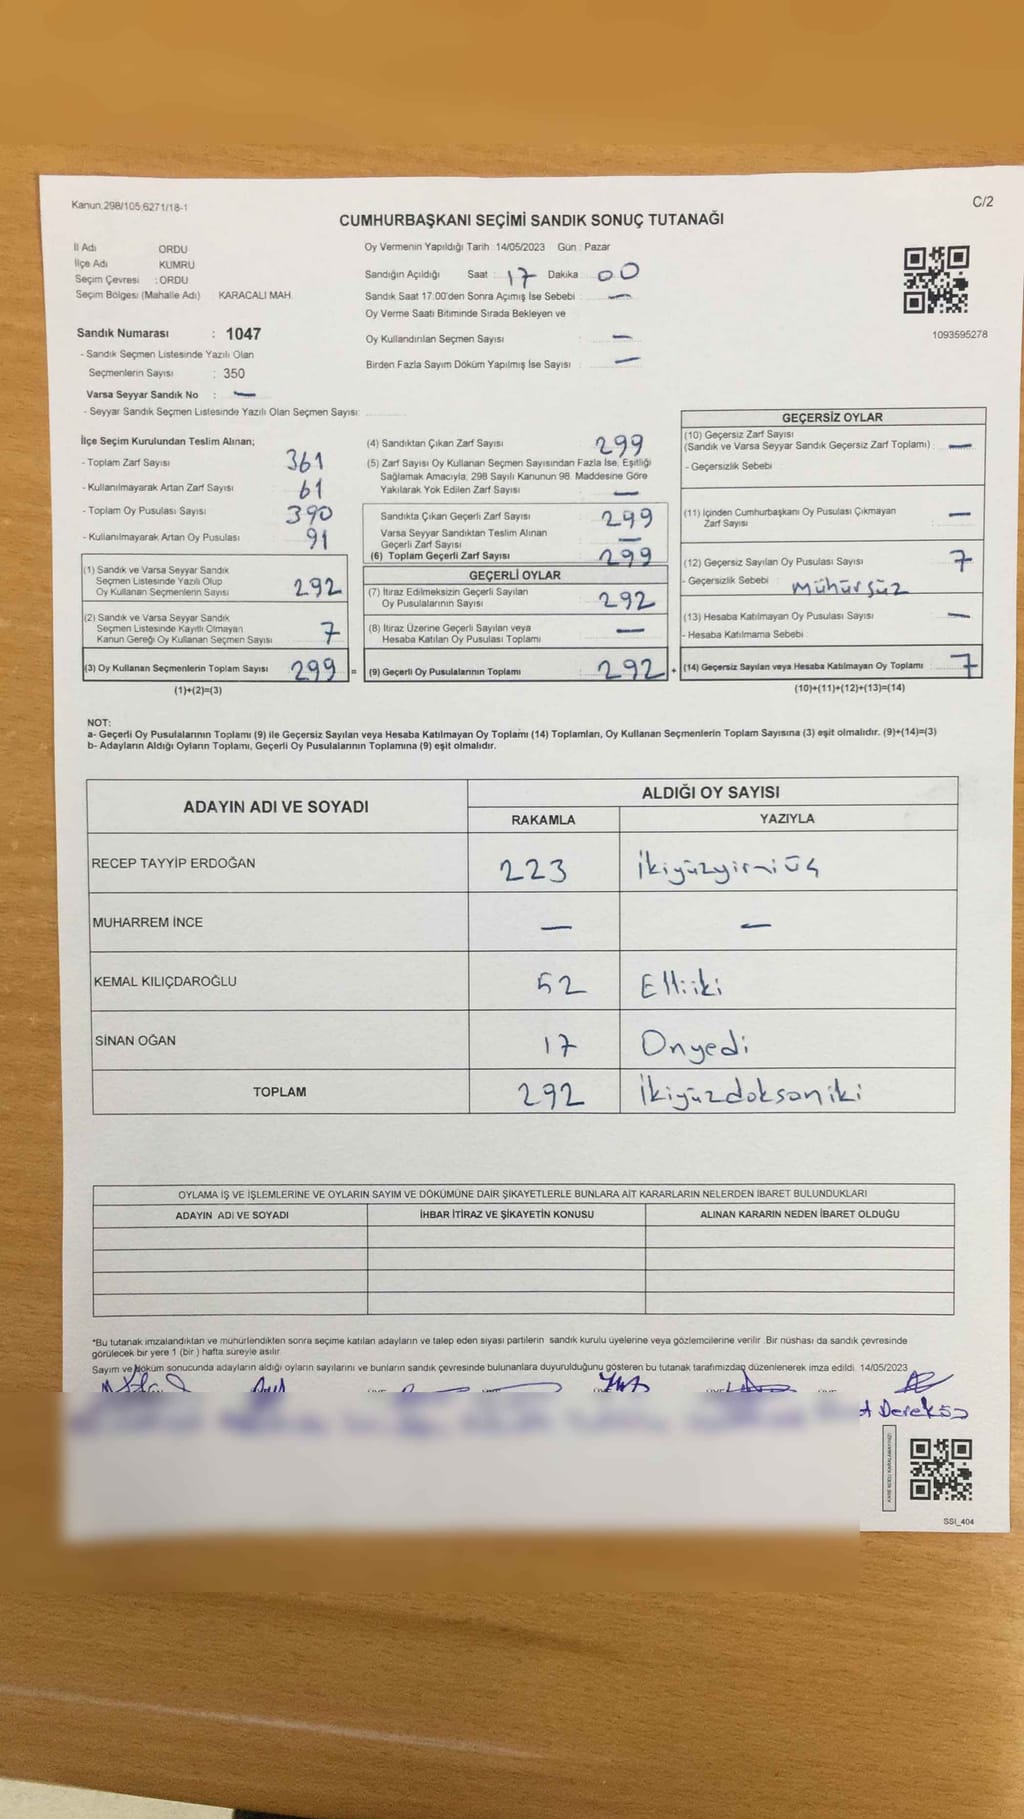 Kanun.298/105,6271/18-1
C/2
CUMHURBAŞKANI SEÇİMİ SANDIK SONUÇ TUTANAĞI
İl Adı ORDU
İlçe Adı KUMRU
Seçim Çevresi : ORDU
Seçim Bölgesi (Mahalle Adı) : KARACALI MAH.
Sandık Numarası : 1047
- Sandık Seçmen Listesinde Yazılı Olan
Seçmenlerin Sayısı : 350
Varsa Seyyar Sandık No : —
- Seyyar Sandık Seçmen Listesinde Yazılı Olan Seçmen Sayısı:
Oy Vermenin Yapıldığı Tarih : 14/05/2023 Gün : Pazar
Sandığın Açıldığı Saat : 17 Dakika : 00
Sandık Saat 17:00'den Sonra Açımış İse Sebebi : —
Oy Verme Saati Bitiminde Sırada Bekleyen ve
Oy Kullandırılan Seçmen Sayısı : —
Birden Fazla Sayım Döküm Yapılmış İse Sayısı : —
1093595278
İlçe Seçim Kurulundan Teslim Alınan;
- Toplam Zarf Sayısı 361
- Kullanılmayarak Artan Zarf Sayısı 61
- Toplam Oy Pusulası Sayısı 390
- Kullanılmayarak Artan Oy Pusulası 91
(1) Sandık ve Varsa Seyyar Sandık
Seçmen Listesinde Yazılı Olup
Oy Kullanan Seçmenlerin Sayısı 292
(2) Sandık ve Varsa Seyyar Sandık
Seçmen Listesinde Kayıtlı Olmayan
Kanun Gereği Oy Kullanan Seçmen Sayısı 7
(3) Oy Kullanan Seçmenlerin Toplam Sayısı 299 =
(1)+(2)=(3)
(4) Sandıktan Çıkan Zarf Sayısı 299
(5) Zarf Sayısı Oy Kullanan Seçmen Sayısından Fazla İse, Eşitliği
Sağlamak Amacıyla, 298 Sayılı Kanunun 98. Maddesine Göre
Yakılarak Yok Edilen Zarf Sayısı —
Sandıkta Çıkan Geçerli Zarf Sayısı 299
Varsa Seyyar Sandıktan Teslim Alınan
Geçerli Zarf Sayısı —
(6) Toplam Geçerli Zarf Sayısı 299
GEÇERLİ OYLAR
(7) İtiraz Edilmeksizin Geçerli Sayılan
Oy Pusulalarının Sayısı 292
(8) İtiraz Üzerine Geçerli Sayılan veya
Hesaba Katılan Oy Pusulası Toplamı —
(9) Geçerli Oy Pusulalarının Toplamı 292 +
GEÇERSİZ OYLAR
(10) Geçersiz Zarf Sayısı
(Sandık ve Varsa Seyyar Sandık Geçersiz Zarf Toplamı) : —
- Geçersizlik Sebebi
(11) İçinden Cumhurbaşkanı Oy Pusulası Çıkmayan
Zarf Sayısı —
(12) Geçersiz Sayılan Oy Pusulası Sayısı 7
- Geçersizlik Sebebi : Mühürsüz
(13) Hesaba Katılmayan Oy Pusulası Sayısı —
- Hesaba Katılmama Sebebi :
(14) Geçersiz Sayılan veya Hesaba Katılmayan Oy Toplamı 7
(10)+(11)+(12)+(13)=(14)
NOT:
a- Geçerli Oy Pusulalarının Toplamı (9) ile Geçersiz Sayılan veya Hesaba Katılmayan Oy Toplamı (14) Toplamları, Oy Kullanan Seçmenlerin Toplam Sayısına (3) eşit olmalıdır. (9)+(14)=(3)
b- Adayların Aldığı Oyların Toplamı, Geçerli Oy Pusulalarının Toplamına (9) eşit olmalıdır.
ADAYIN ADI VE SOYADI ALDIĞI OY SAYISI
RAKAMLA YAZIYLA
RECEP TAYYİP ERDOĞAN 223 İkiyüzyirmiüç
MUHARREM İNCE — —
KEMAL KILIÇDAROĞLU 52 Elliiki
SİNAN OĞAN 17 Onyedi
TOPLAM 292 İkiyüzdoksaniki
OYLAMA İŞ VE İŞLEMLERİNE VE OYLARIN SAYIM VE DÖKÜMÜNE DAİR ŞİKAYETLERLE BUNLARA AİT KARARLARIN NELERDEN İBARET BULUNDUKLARI
ADAYIN ADI VE SOYADI İHBAR İTİRAZ VE ŞİKAYETİN KONUSU ALINAN KARARIN NEDEN İBARET OLDUĞU
*Bu tutanak imzalandıktan ve mühürlendikten sonra seçime katılan adayların ve talep eden siyasi partilerin sandık kurulu üyelerine veya gözlemcilerine verilir. Bir nüshası da sandık çevresinde
görülecek bir yere 1 (bir ) hafta süreyle asılır.
Sayım ve döküm sonucunda adayların aldığı oyların sayılarını ve bunların sandık çevresinde bulunanlara duyurulduğunu gösteren bu tutanak tarafımızdan düzenlenerek imza edildi. 14/05/2023
SSI_404